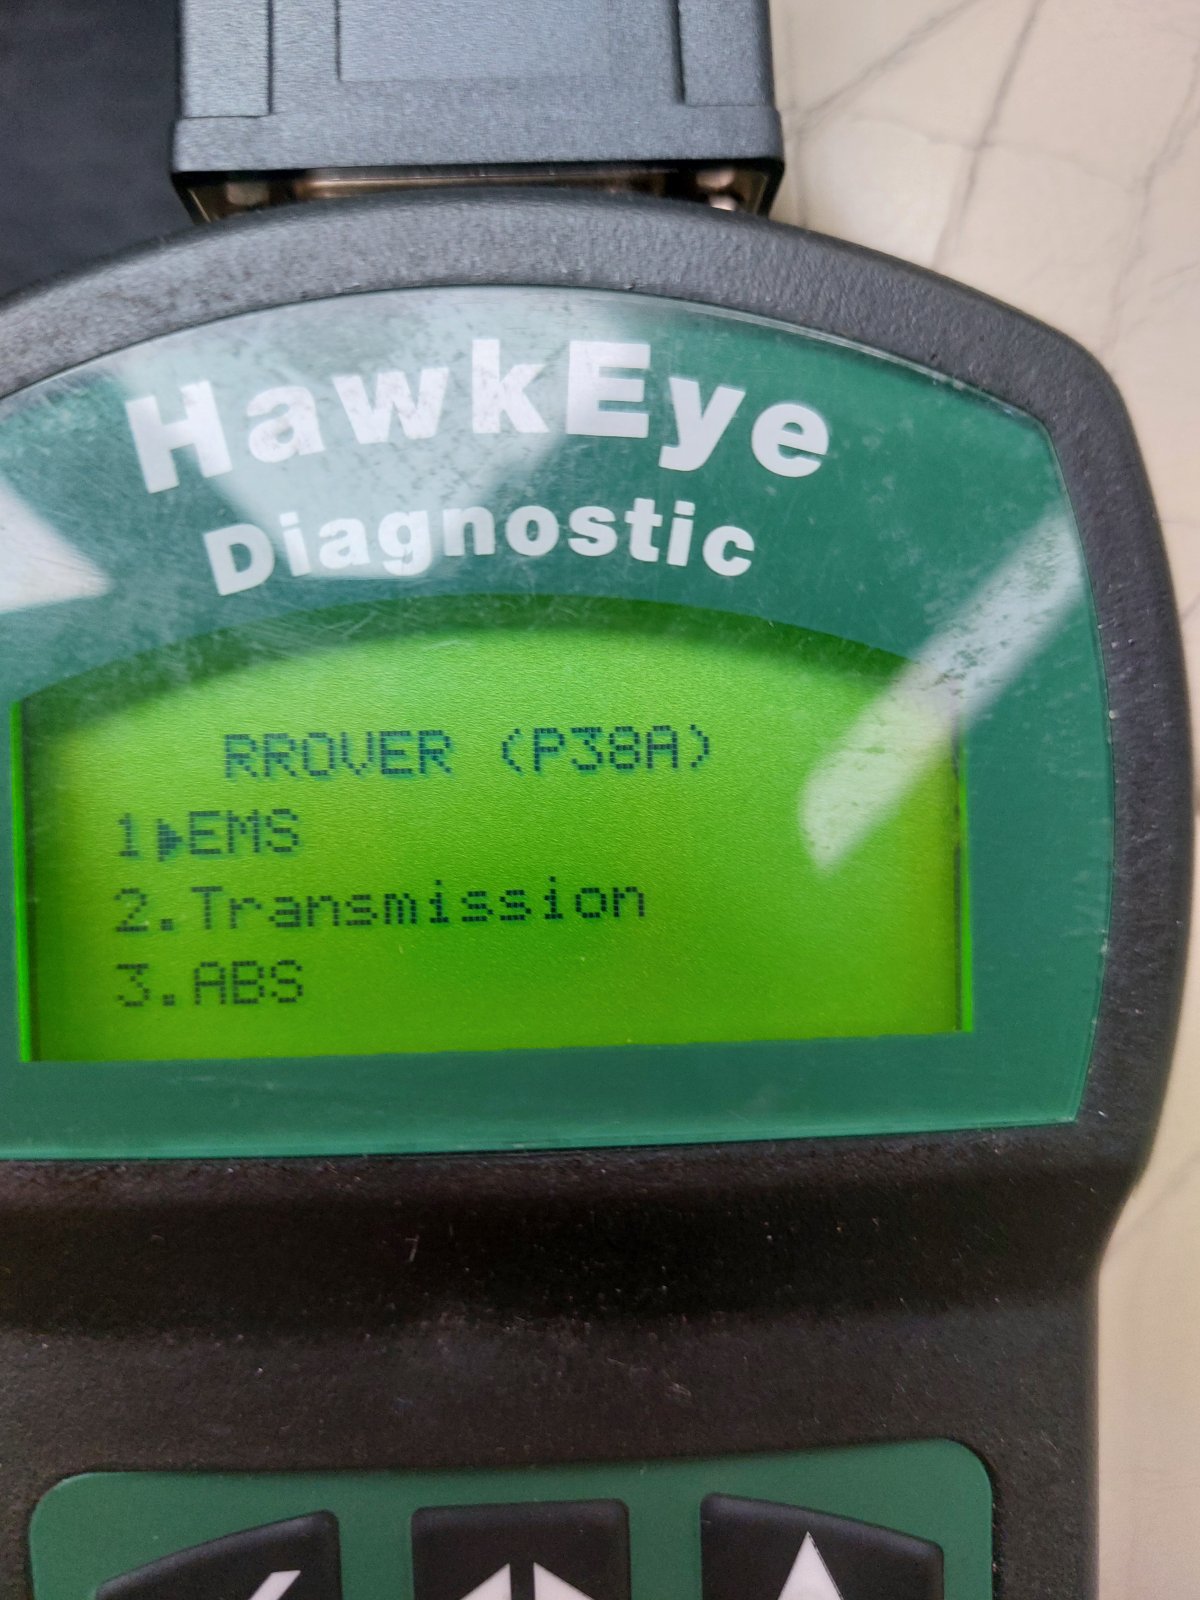 HawkEye
Diagnostic
RROVER (P38A)
1▶EMS
2.Transmission
3.ABS